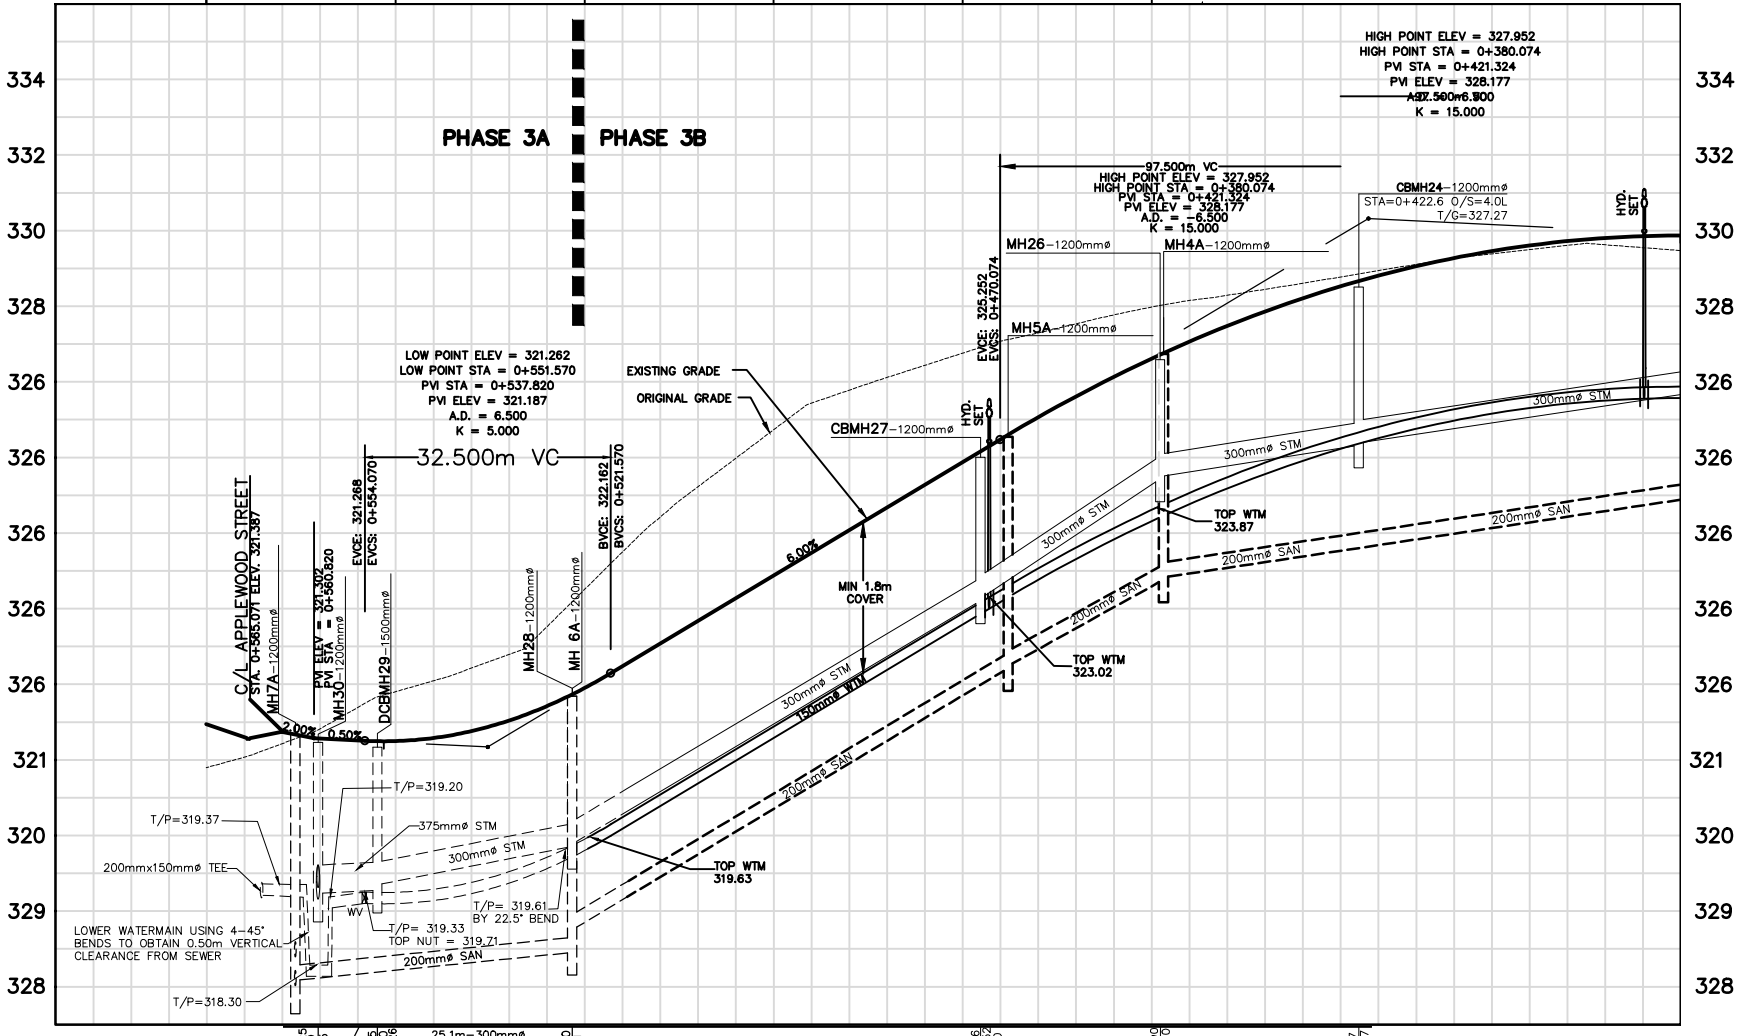 HIGH POINT ELEV = 327.952
HIGH POINT STA = 0+380.074
PVI STA = 0+421.324
PVI ELEV = 328.177
K = 15.000
334
334
PHASE 3A
PHASE 3B
332
332
97.500m VC
HIGH POINT ELEV = 327.952
HIGH POINT STA = 0+380.074
PVI STA = 0+421.324
PVI ELEV = 328.177
A.D. = -6.500
K = 15.000
CBMH24-1200mmø
STA=0+422.6 O/S=4.0L
T/G=327.27
HYD.
SET
330
330
MH26-1200mmø
MH4A-1200mmø
EVCE: 325.252
EVCS: 0+470.074
328
328
MH5A-1200mmø
LOW POINT ELEV = 321.262
LOW POINT STA = 0+551.570
PVI STA = 0+537.820
PVI ELEV = 321.187
A.D. = 6.500
K = 5.000
EXISTING GRADE
ORIGINAL GRADE
326
326
300mmø STM
HYD.
SET
CBMH27-1200mmø
32.500m VC
326
326
300mmø STM
C/L APPLEWOOD STREET
STA. 0+565.071 ELEV. 321.387
EVCE: 321.268
EVCS: 0+554.070
BVCE: 322.162
BVCS: 0+521.570
326
326
TOP WTM
323.87
300mmø STM
200mmø SAN
200mmø SAN
6.00%
MIN 1.8m
COVER
326
326
MH7A-1200mmø
PVI ELEV = 321.302
PVI STA = 0+560.820
MH30-1200mmø
DCBMH29-1500mmø
MH28-1200mmø
MH 6A-1200mmø
200mmø SAN
TOP WTM
323.02
326
326
300mmø STM
150mmø WTM
2.00%
0.50%
321
321
200mmø SAN
T/P=319.20
T/P=319.37
375mmø STM
320
320
300mmø STM
200mmx150mmø TEE
TOP WTM
319.63
WV
T/P= 319.61
BY 22.5° BEND
329
329
T/P= 319.33
TOP NUT = 319.71
LOWER WATERMAIN USING 4-45°
BENDS TO OBTAIN 0.50m VERTICAL
CLEARANCE FROM SEWER
200mmø SAN
328
328
T/P=318.30
25.1m-300mmø